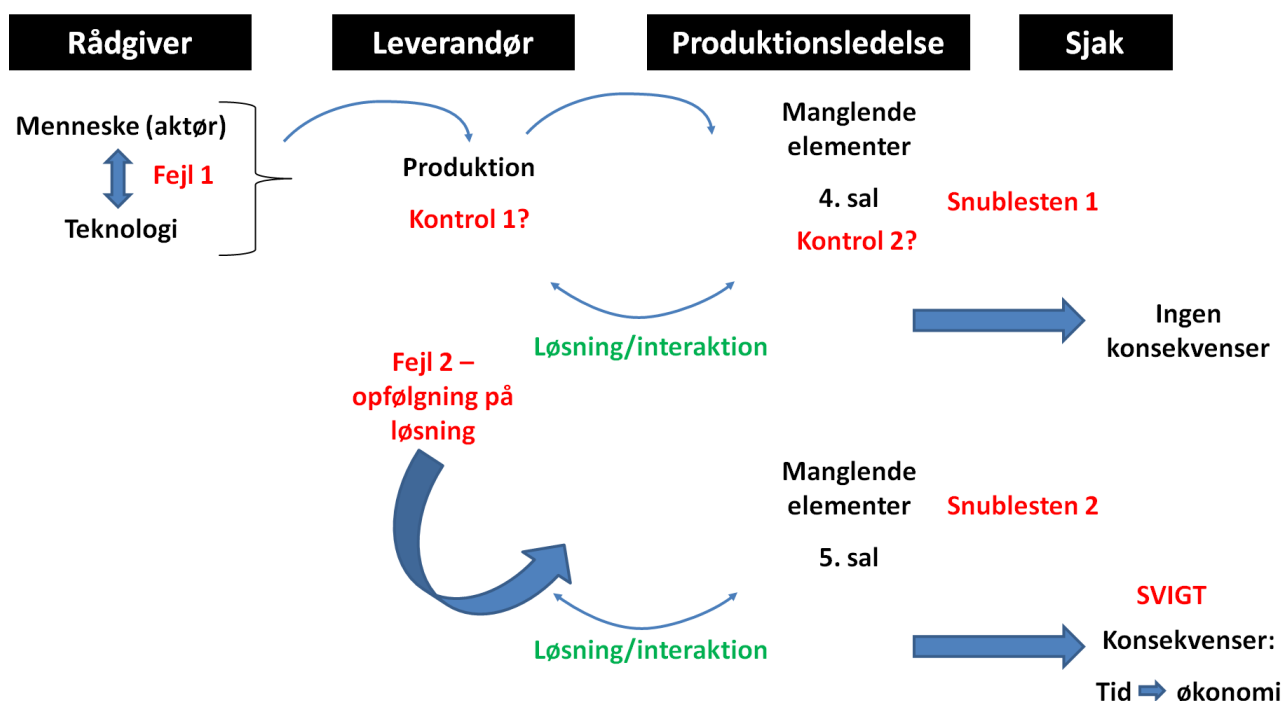 Rådgiver
Leverandør
Produktionsledelse
Sjak
Menneske (aktør)
Fejl 1
Teknologi
Produktion
Kontrol 1?
Manglende
elementer
4. sal
Kontrol 2?
Snublesten 1
Løsning/interaktion
Ingen
konsekvenser
Fejl 2 –
opfølgning på
løsning
Manglende
elementer
5. sal
Snublesten 2
Løsning/interaktion
SVIGT
Konsekvenser:
Tid økonomi